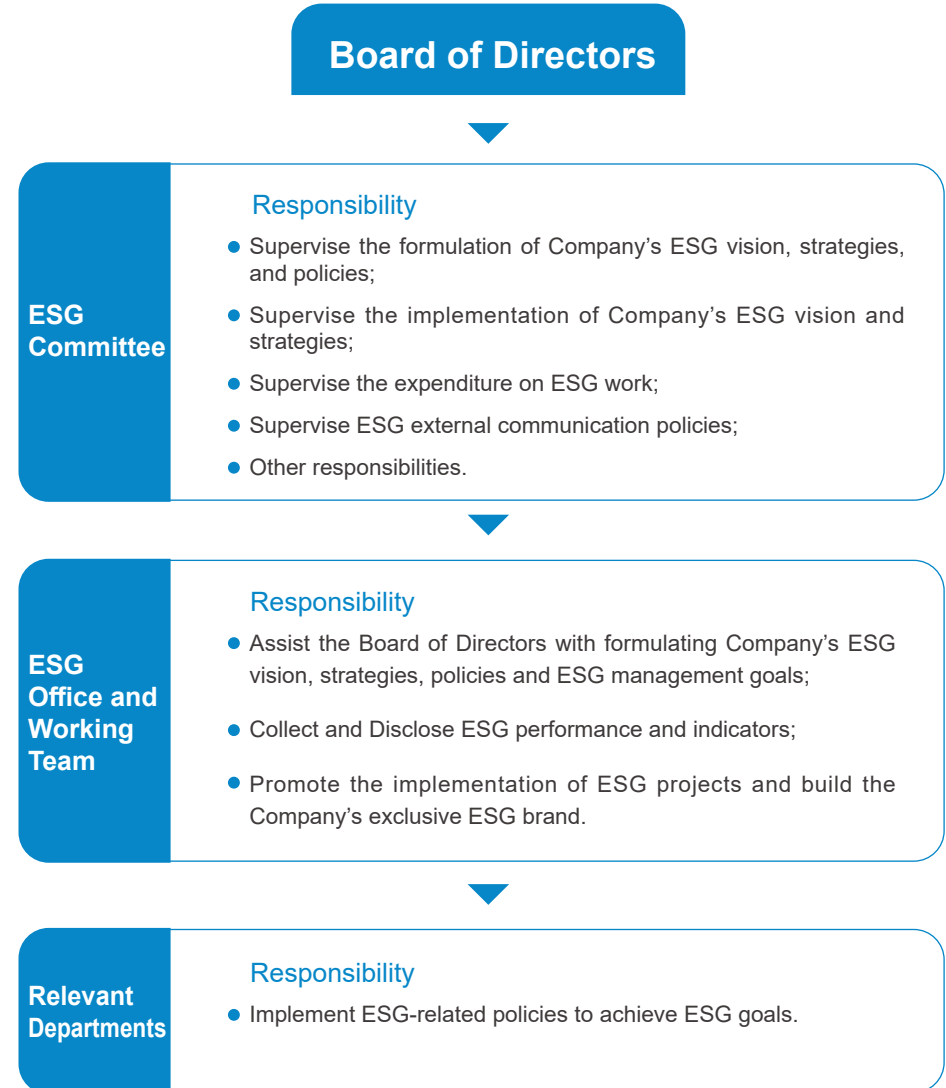 Board of Directors
ESG
Committee
Responsibility
● Supervise the formulation of Company’s ESG vision, strategies,
and policies;
● Supervise the implementation of Company’s ESG vision and
strategies;
● Supervise the expenditure on ESG work;
● Supervise ESG external communication policies;
● Other responsibilities.
ESG
Office and
Working
Team
Responsibility
● Assist the Board of Directors with formulating Company’s ESG
vision, strategies, policies and ESG management goals;
● Collect and Disclose ESG performance and indicators;
● Promote the implementation of ESG projects and build the
Company’s exclusive ESG brand.
Relevant
Departments
Responsibility
● Implement ESG-related policies to achieve ESG goals.